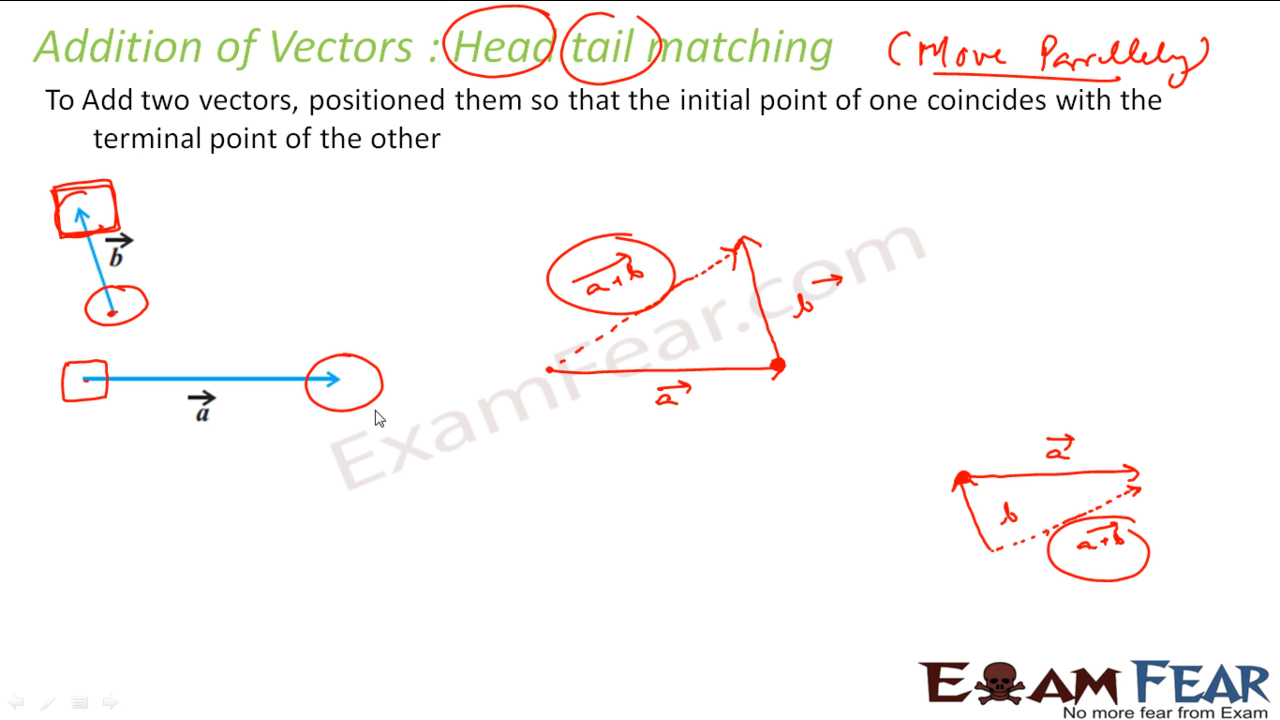 Addition of Vectors : Head tail matching (Move Parrllely)
To Add two vectors, positioned them so that the initial point of one coincides with the
terminal point of the other
b
a
a+b
b
a
a
b
a+b
ExamFear.com
EXAM FEAR
No more fear from Exam